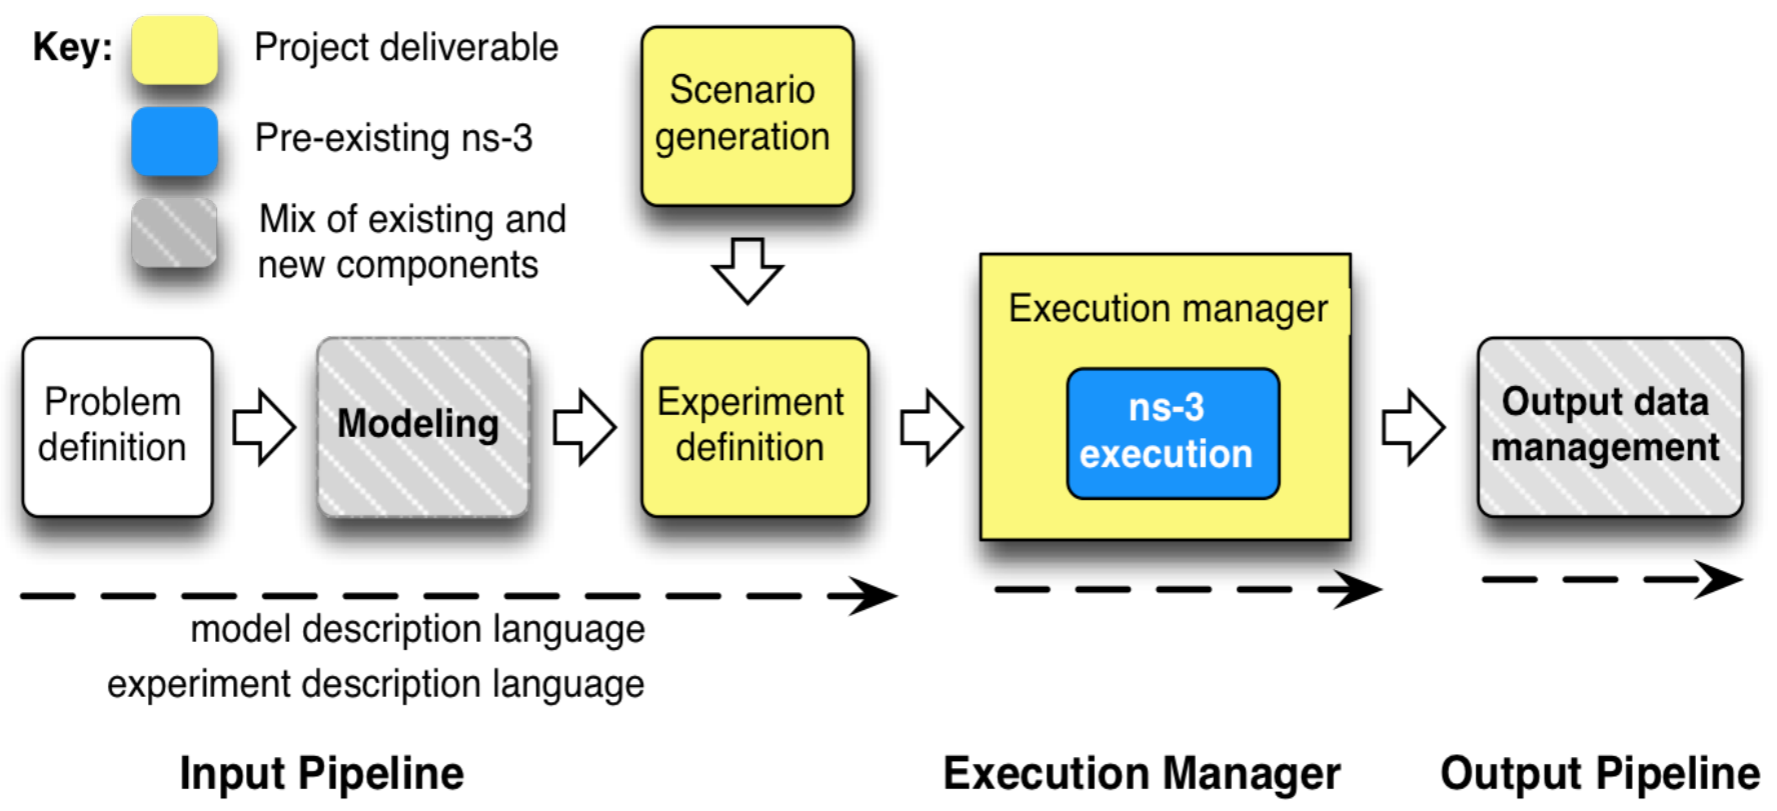 Key:
Project deliverable
Pre-existing ns-3
Mix of existing and
new components
Scenario
generation
Problem
definition
Modeling
Experiment
definition
Execution manager
ns-3
execution
Output data
management
model description language
experiment description language
Input Pipeline
Execution Manager
Output Pipeline